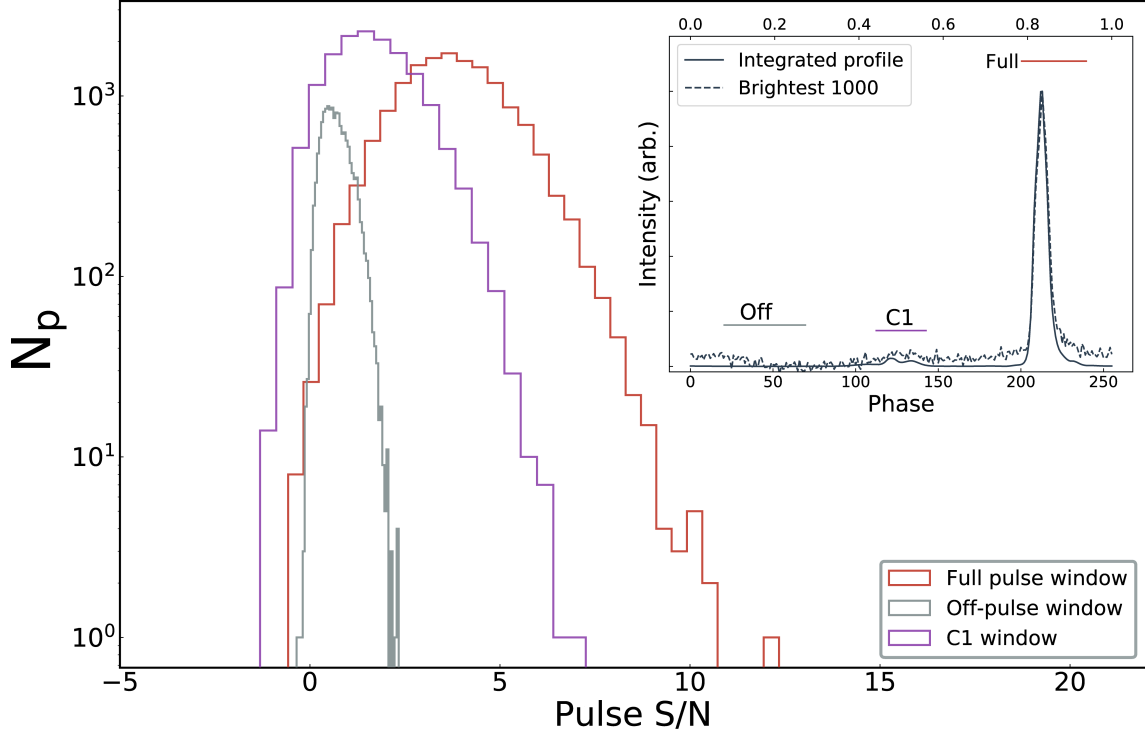 0.0 0.2 0.4 0.6 0.8 1.0
Integrated profile
Brightest 1000
Full
Intensity (arb.)
Off
C1
0 50 100 150 200 250
Phase
10³
10²
10¹
10⁰
Nₚ
Full pulse window
Off-pulse window
C1 window
−5 0 5 10 15 20
Pulse S/N